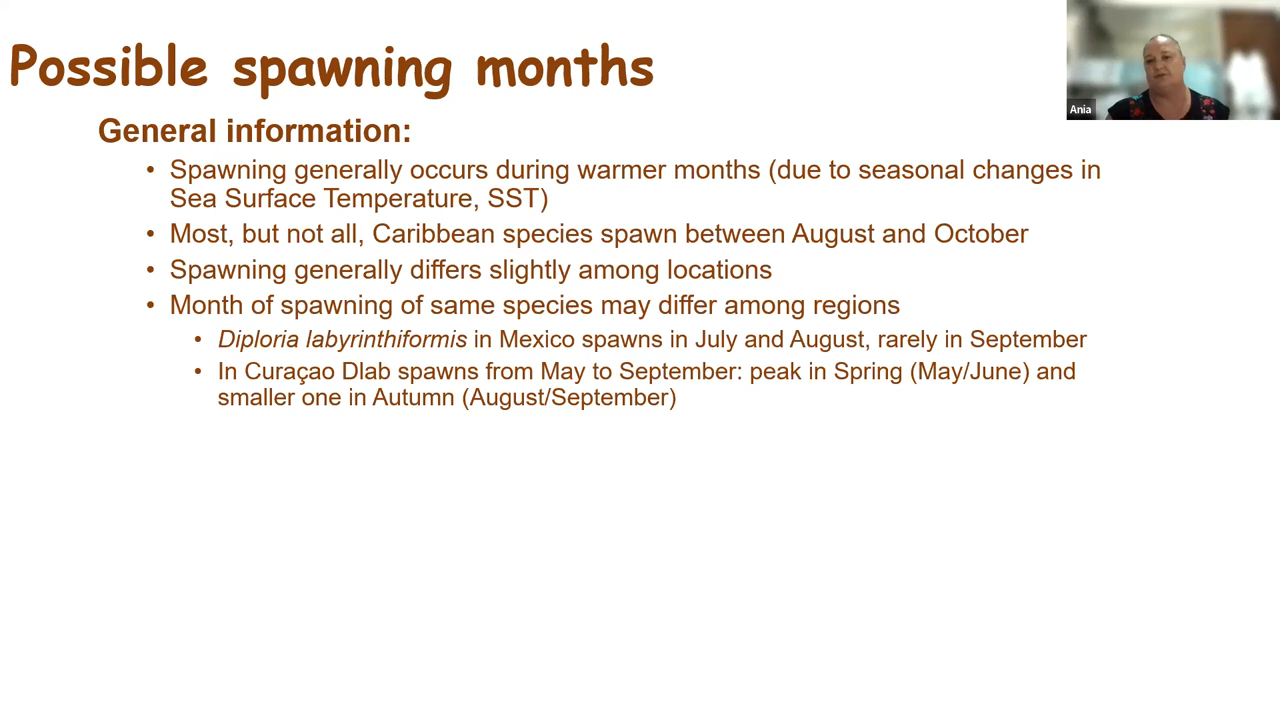 Possible spawning months
Ania
General information:
• Spawning generally occurs during warmer months (due to seasonal changes in
Sea Surface Temperature, SST)
• Most, but not all, Caribbean species spawn between August and October
• Spawning generally differs slightly among locations
• Month of spawning of same species may differ among regions
• Diploria labyrinthiformis in Mexico spawns in July and August, rarely in September
• In Curaçao Dlab spawns from May to September: peak in Spring (May/June) and
smaller one in Autumn (August/September)